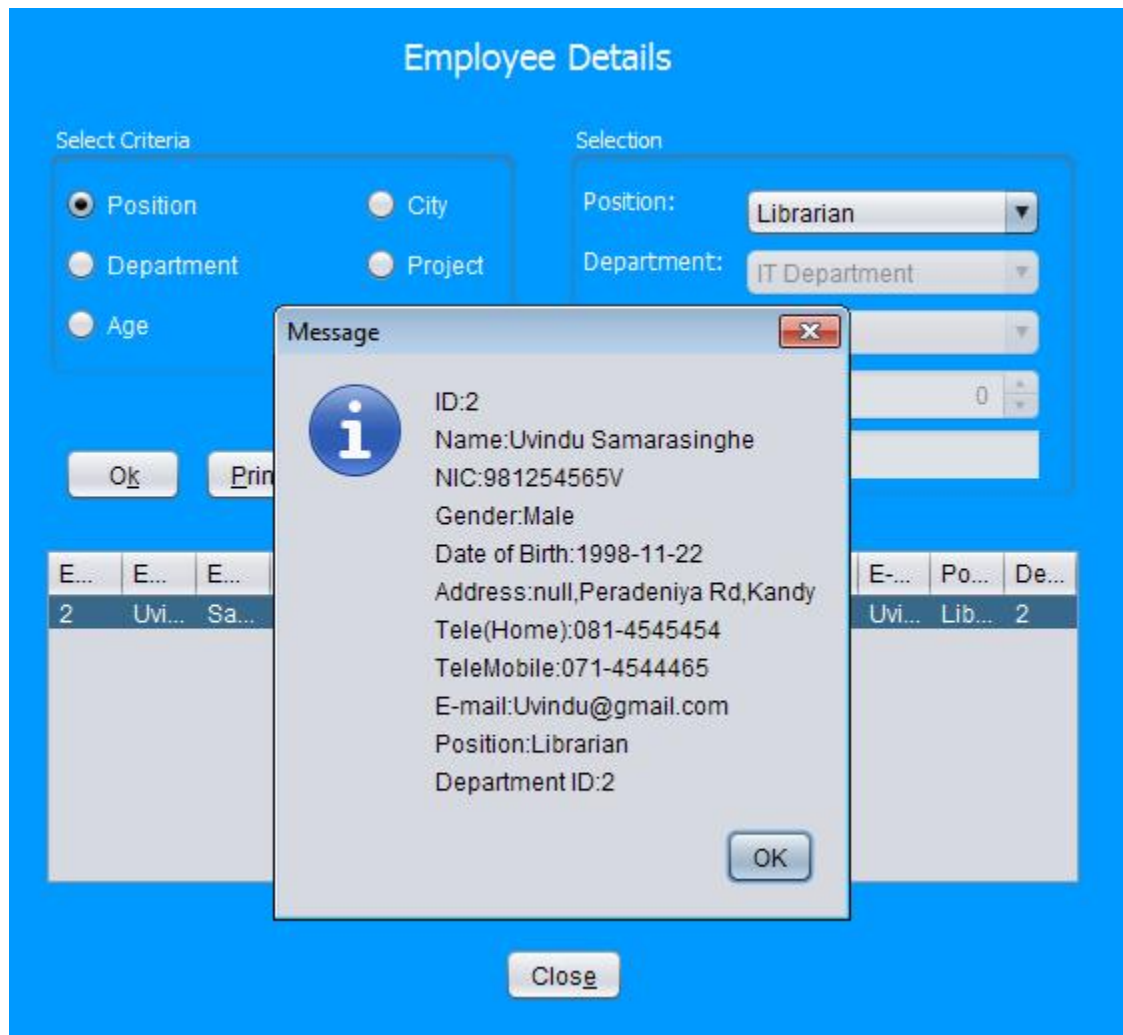 Employee Details
Select Criteria
Selection
Position
City
Position:
Librarian
Department
Project
Department:
IT Department
Age
0
Ok
Prin
Message
ID:2
Name:Uvindu Samarasinghe
NIC:981254565V
Gender:Male
Date of Birth:1998-11-22
Address:null,Peradeniya Rd,Kandy
Tele(Home):081-4545454
TeleMobile:071-4544465
E-mail:Uvindu@gmail.com
Position:Librarian
Department ID:2
OK
E... E... E... E-... Po... De...
2 Uvi... Sa... Uvi... Lib... 2
Close